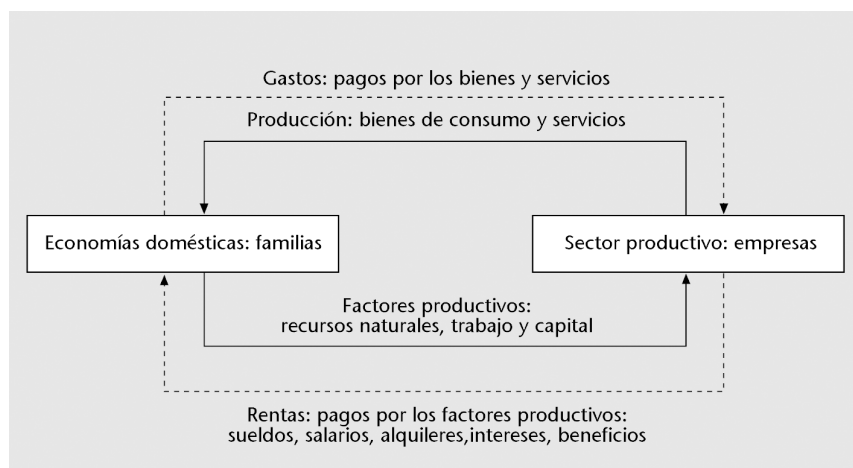 Gastos: pagos por los bienes y servicios
Producción: bienes de consumo y servicios
Economías domésticas: familias
Sector productivo: empresas
Factores productivos:
recursos naturales, trabajo y capital
Rentas: pagos por los factores productivos:
sueldos, salarios, alquileres,intereses, beneficios